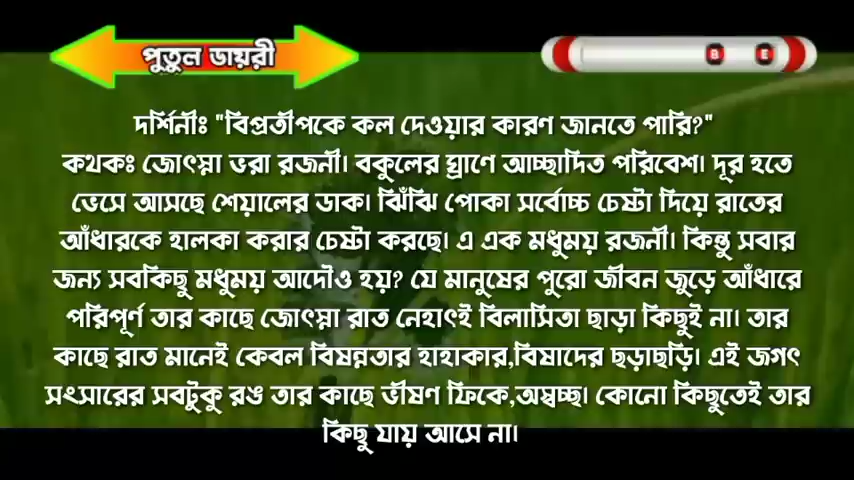 পুতুল ডায়রী
B E
দর্শিনীঃ "বিপ্রতীপকে কল দেওয়ার কারণ জানতে পারি?"
কথকঃ জোৎস্না ভরা রজনী। বকুলের ঘ্রাণে আচ্ছাদিত পরিবেশ। দূর হতে
ভেসে আসছে শেয়ালের ডাক। ঝিঁঝি পোকা সর্বোচ্চ চেষ্টা দিয়ে রাতের
আঁধারকে হালকা করার চেষ্টা করছে। এ এক মধুময় রজনী। কিন্তু সবার
জন্য সবকিছু মধুময় আদৌও হয়? যে মানুষের পুরো জীবন জুড়ে আঁধারে
পরিপূর্ণ তার কাছে জোৎস্না রাত নেহাৎই বিলাসিতা ছাড়া কিছুই না। তার
কাছে রাত মানেই কেবল বিষন্নতার হাহাকার,বিষাদের ছড়াছড়ি। এই জগৎ
সংসারের সবটুকু রঙ তার কাছে ভীষণ ফিকে,অস্বচ্ছ। কোনো কিছুতেই তার
কিছু যায় আসে না।